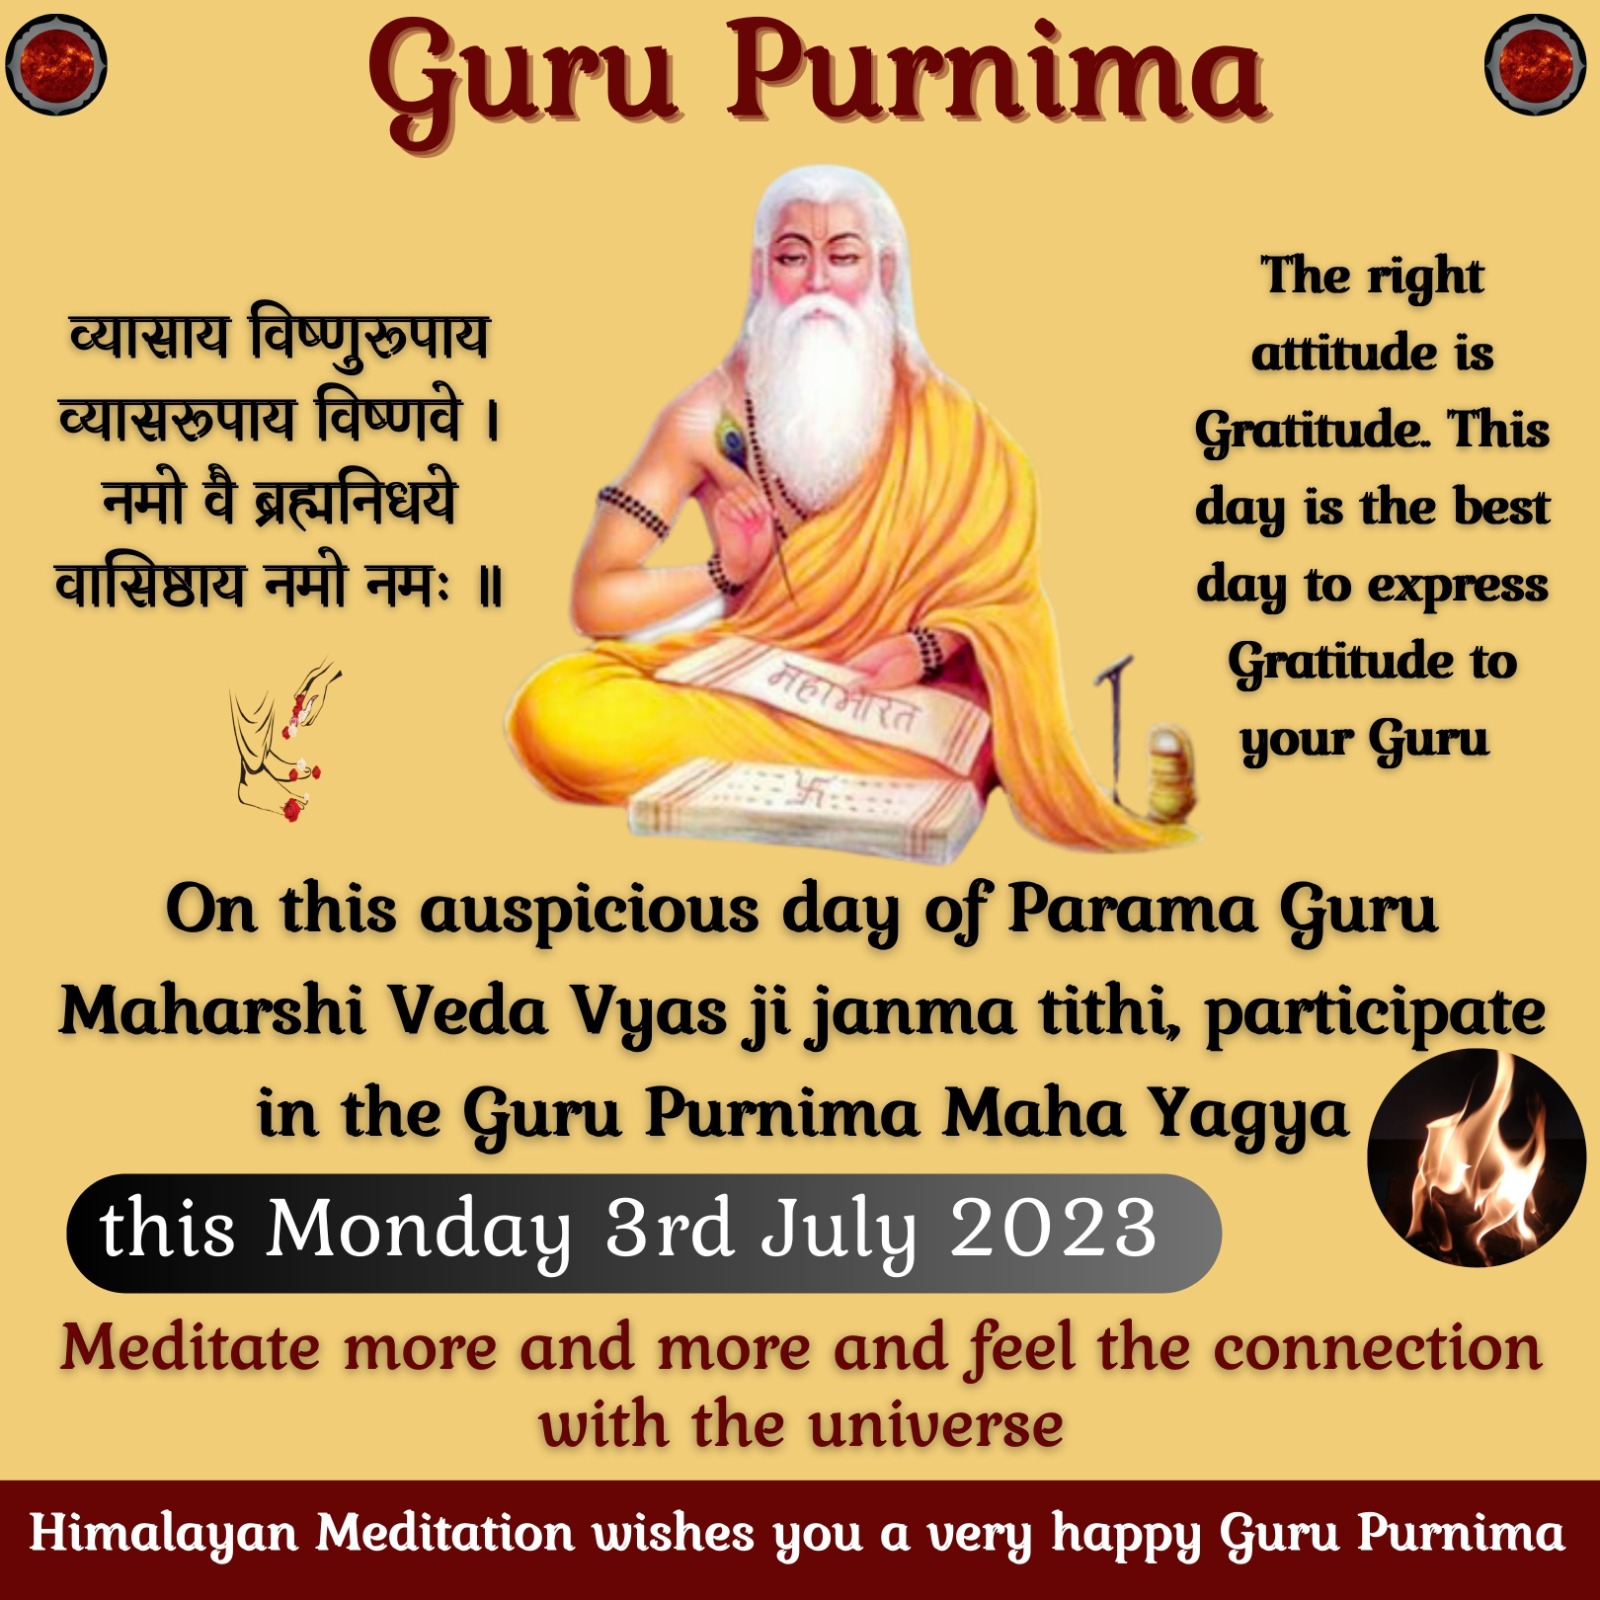 Guru Purnima
व्यासाय विष्णुरूपाय
व्यासरूपाय विष्णवे ।
नमो वै ब्रह्मनिधये
वासिष्ठाय नमो नमः ॥
The right
attitude is
Gratitude. This
day is the best
day to express
Gratitude to
your Guru
महाभारत
On this auspicious day of Parama Guru
Maharshi Veda Vyas ji janma tithi, participate
in the Guru Purnima Maha Yagya
this Monday 3rd July 2023
Meditate more and more and feel the connection
with the universe
Himalayan Meditation wishes you a very happy Guru Purnima